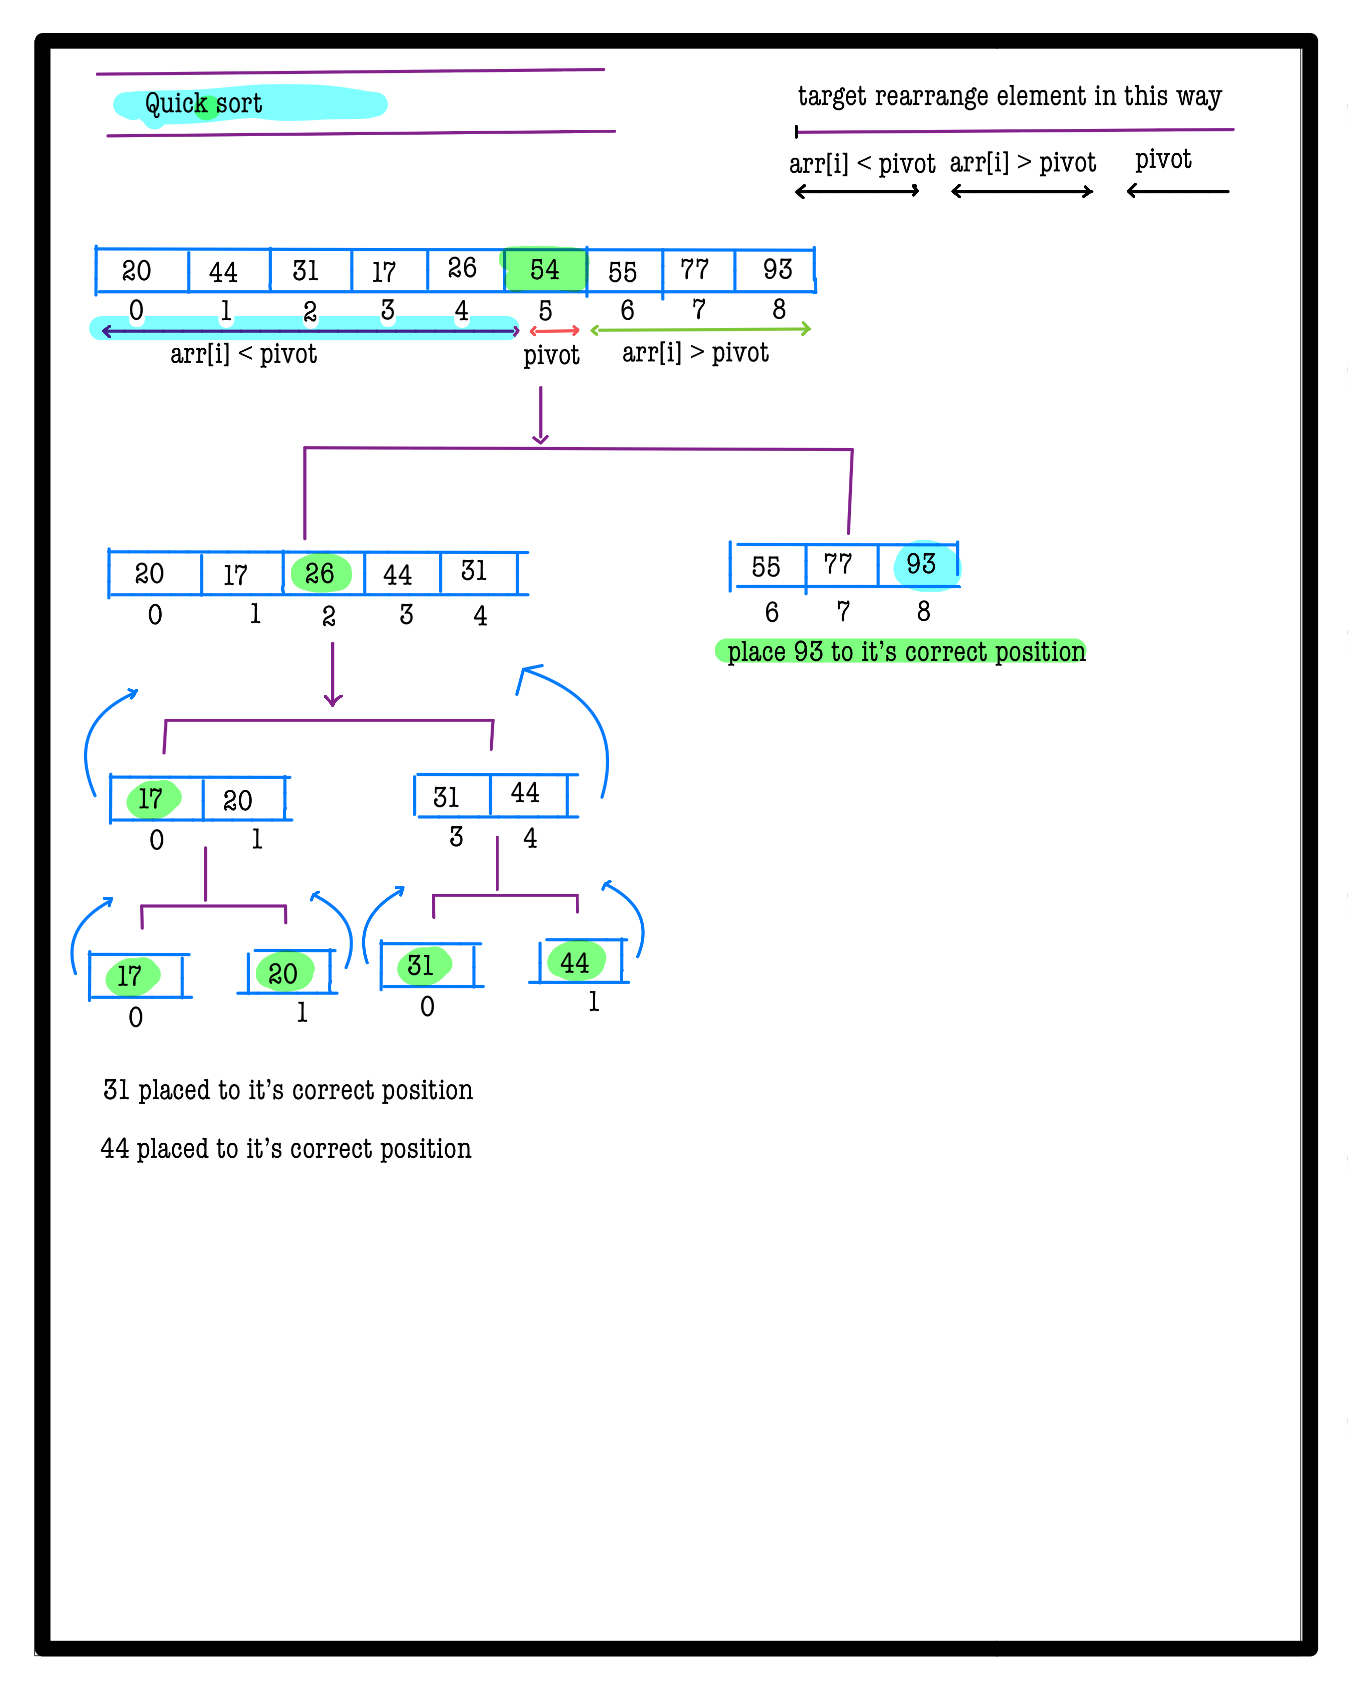 Quick sort
target rearrange element in this way
arr[i] < pivot arr[i] > pivot pivot
20 44 31 17 26 54 55 77 93
0 1 2 3 4 5 6 7 8
arr[i] < pivot pivot arr[i] > pivot
20 17 26 44 31
0 1 2 3 4
55 77 93
6 7 8
place 93 to it's correct position
17 20
0 1
31 44
3 4
17 20 31 44
0 1 0 1
31 placed to it's correct position
44 placed to it's correct position